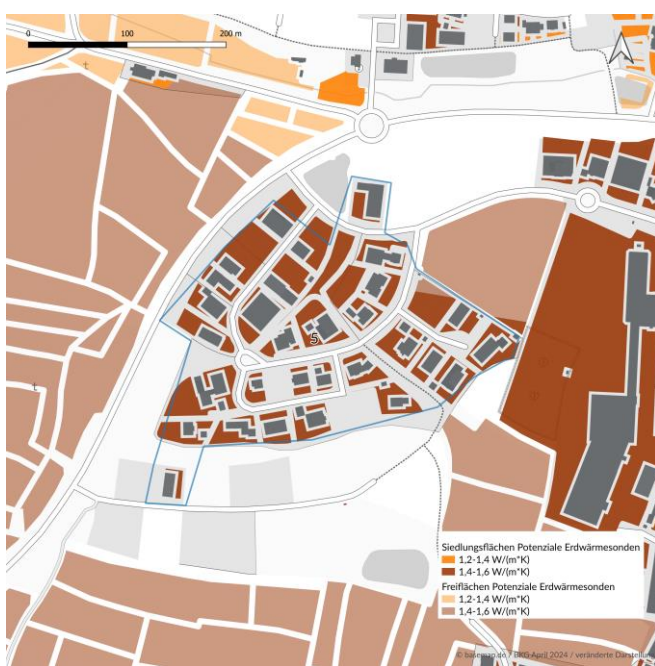 0 100 200 m
5
Siedlungsflächen Potenziale Erdwärmesonden
1,2-1,4 W/(m*K)
1,4-1,6 W/(m*K)
Freiflächen Potenziale Erdwärmesonden
1,2-1,4 W/(m*K)
1,4-1,6 W/(m*K)
© basemap.de / BKG April 2024 / veränderte Darstellung